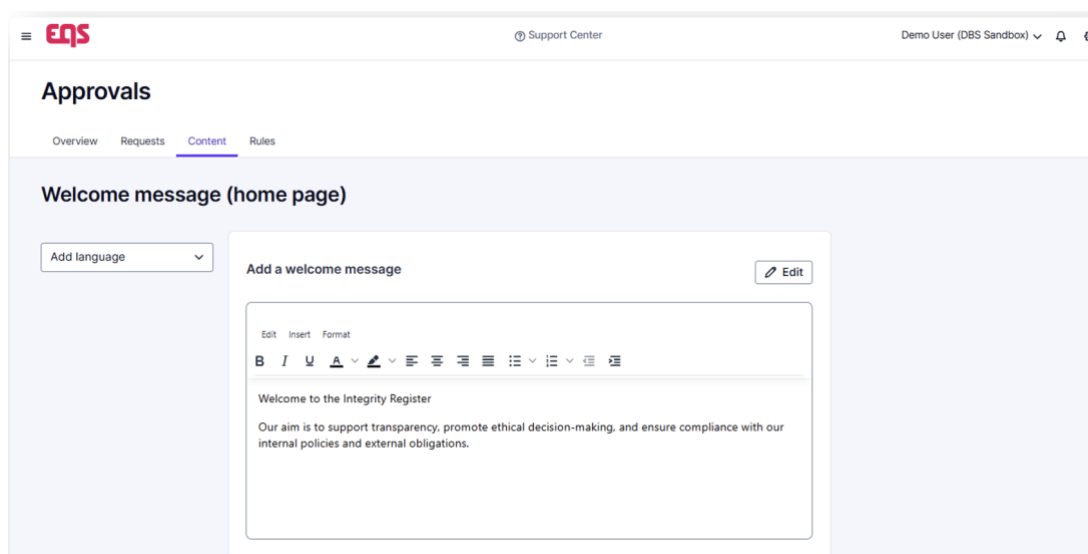 EQS
Support Center
Demo User (DBS Sandbox)
Approvals
Overview Requests Content Rules
Welcome message (home page)
Add language
Add a welcome message
Edit
Edit Insert Format
B I U A
Welcome to the Integrity Register
Our aim is to support transparency, promote ethical decision-making, and ensure compliance with our
internal policies and external obligations.